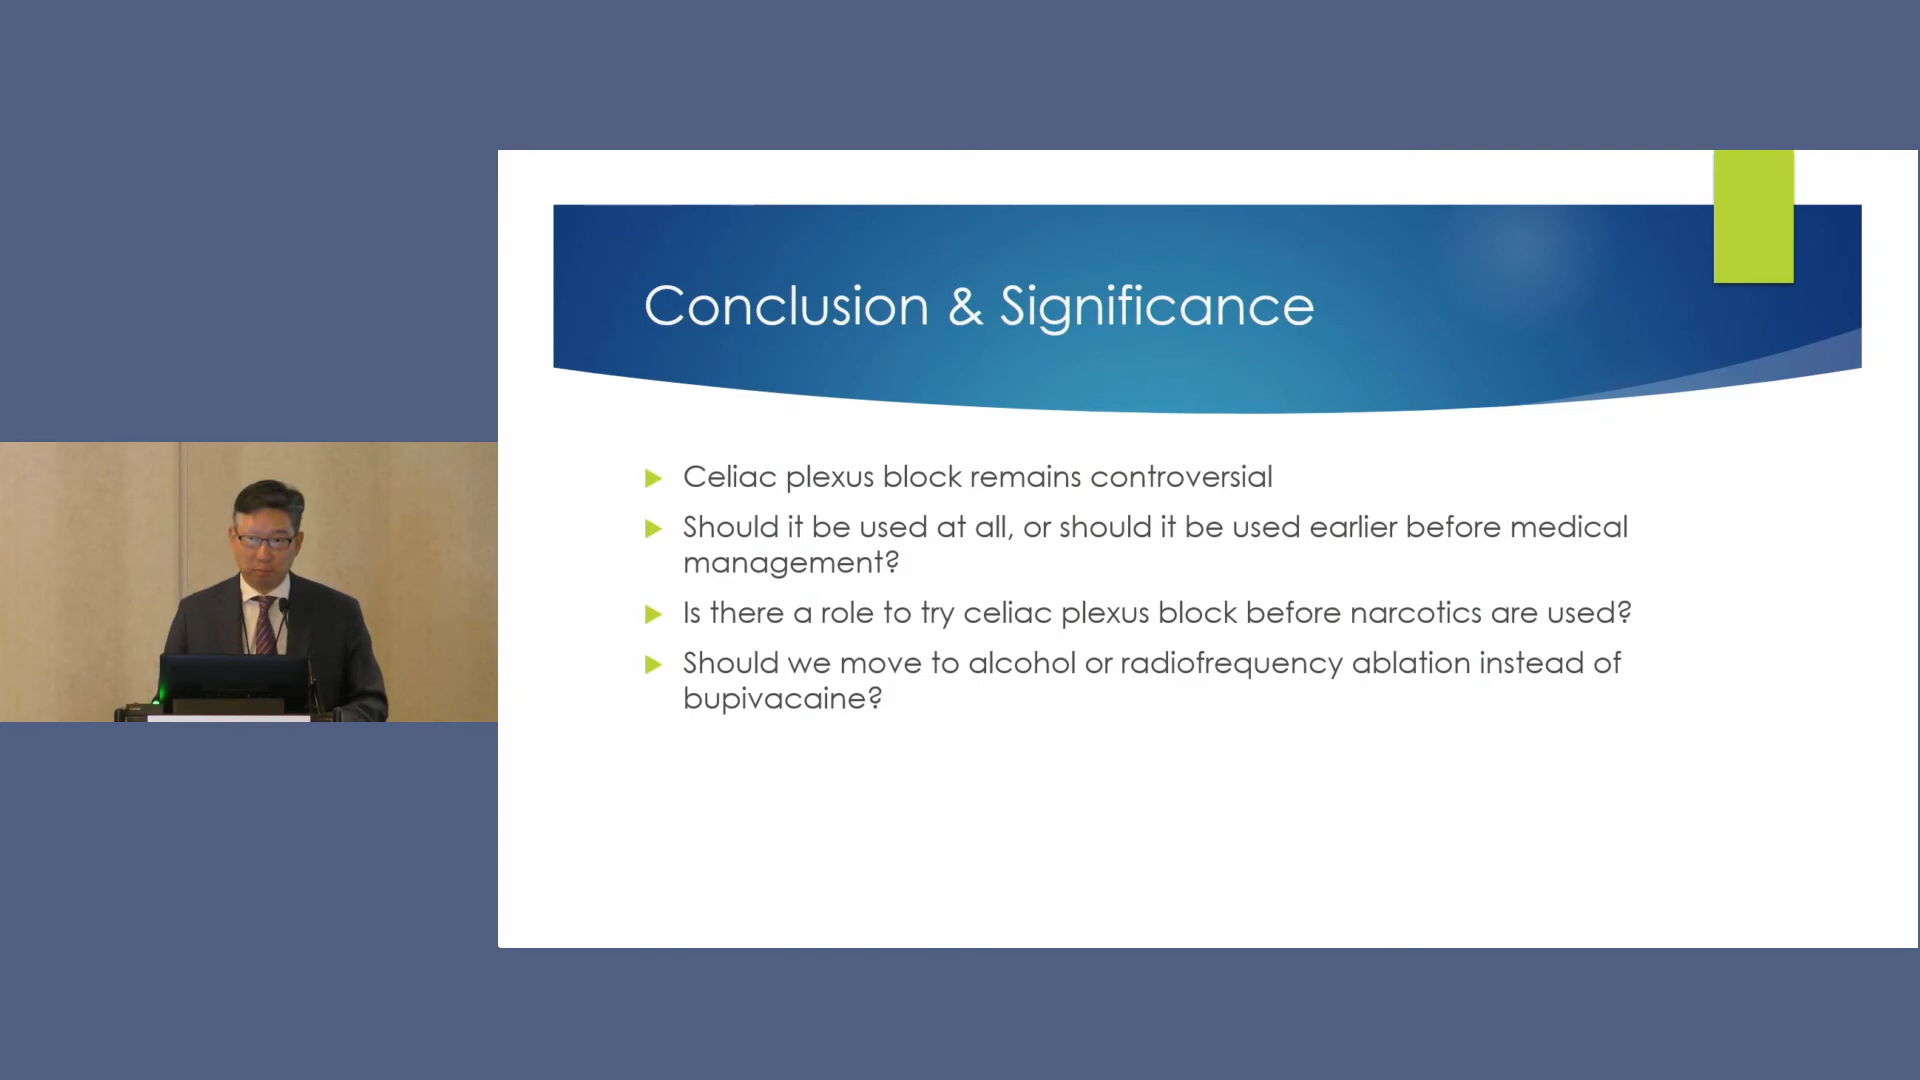 Conclusion & Significance
Celiac plexus block remains controversial
Should it be used at all, or should it be used earlier before medical
management?
Is there a role to try celiac plexus block before narcotics are used?
Should we move to alcohol or radiofrequency ablation instead of
bupivacaine?